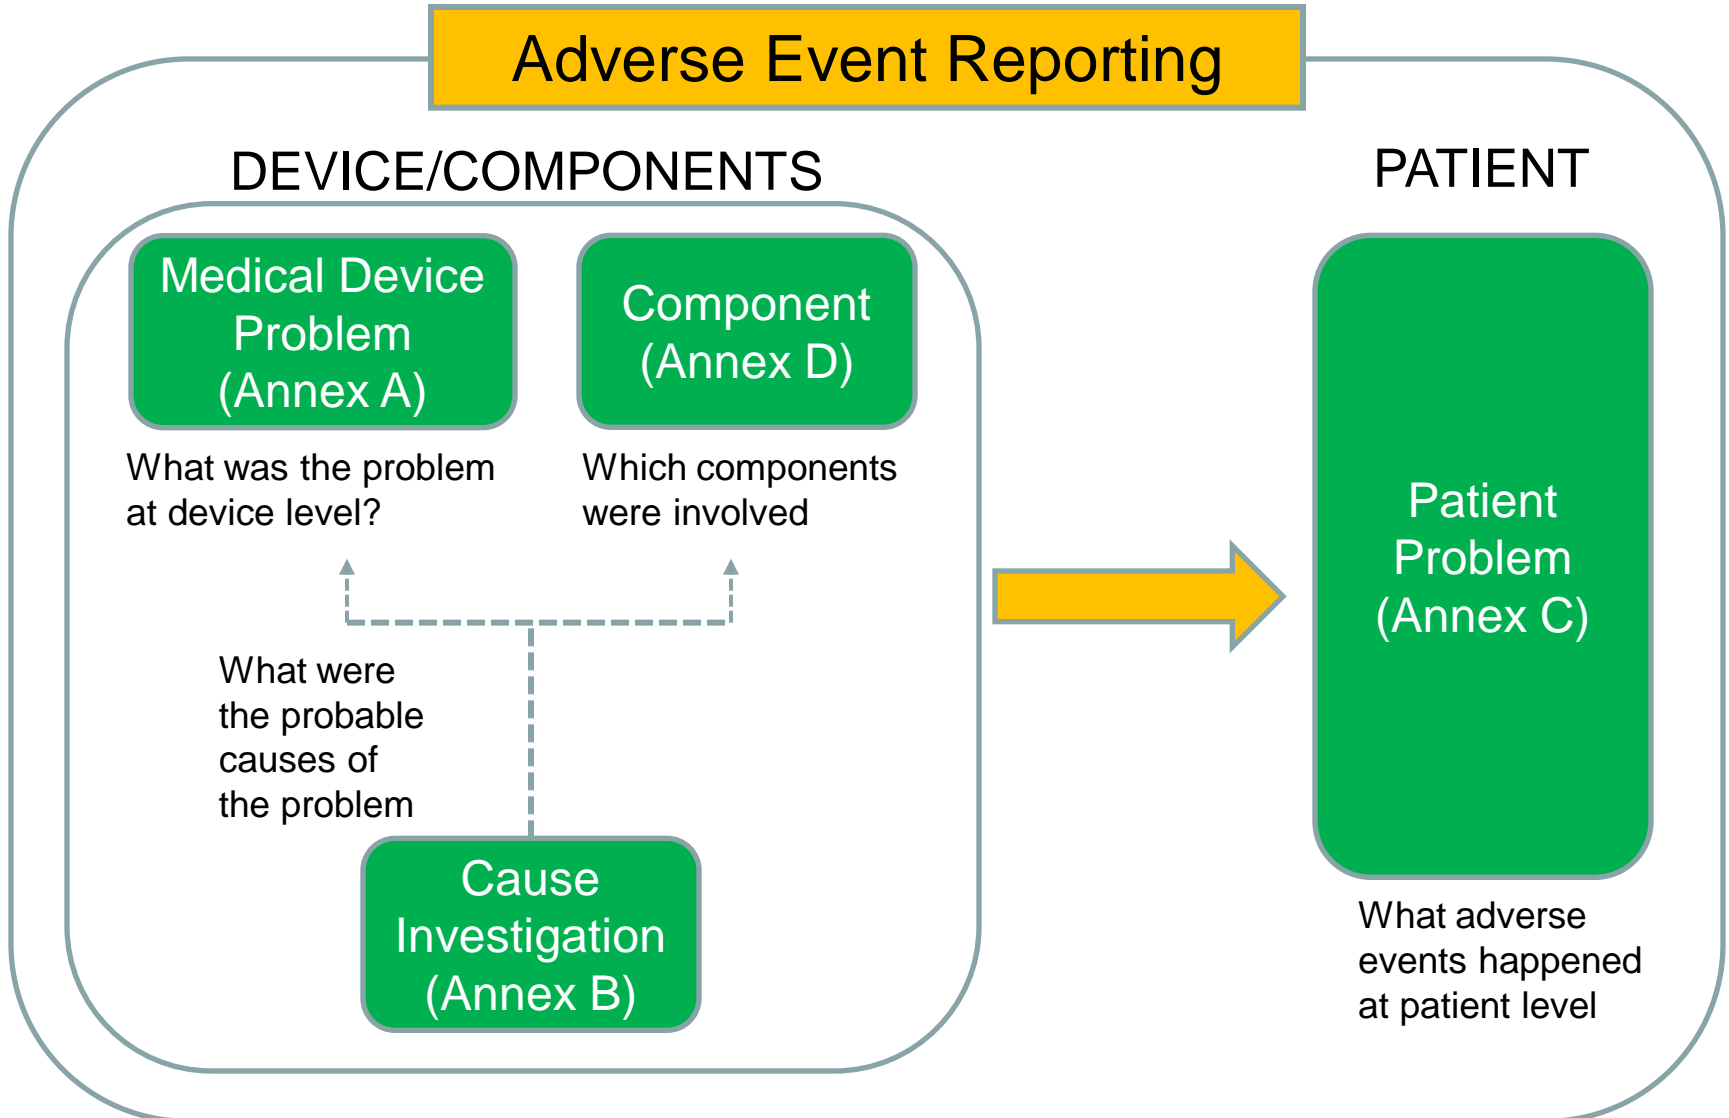 Adverse Event Reporting
DEVICE/COMPONENTS
Medical Device
Problem
(Annex A)
What was the problem
at device level?
Component
(Annex D)
Which components
were involved
What were
the probable
causes of
the problem
Cause
Investigation
(Annex B)
PATIENT
Patient
Problem
(Annex C)
What adverse
events happened
at patient level